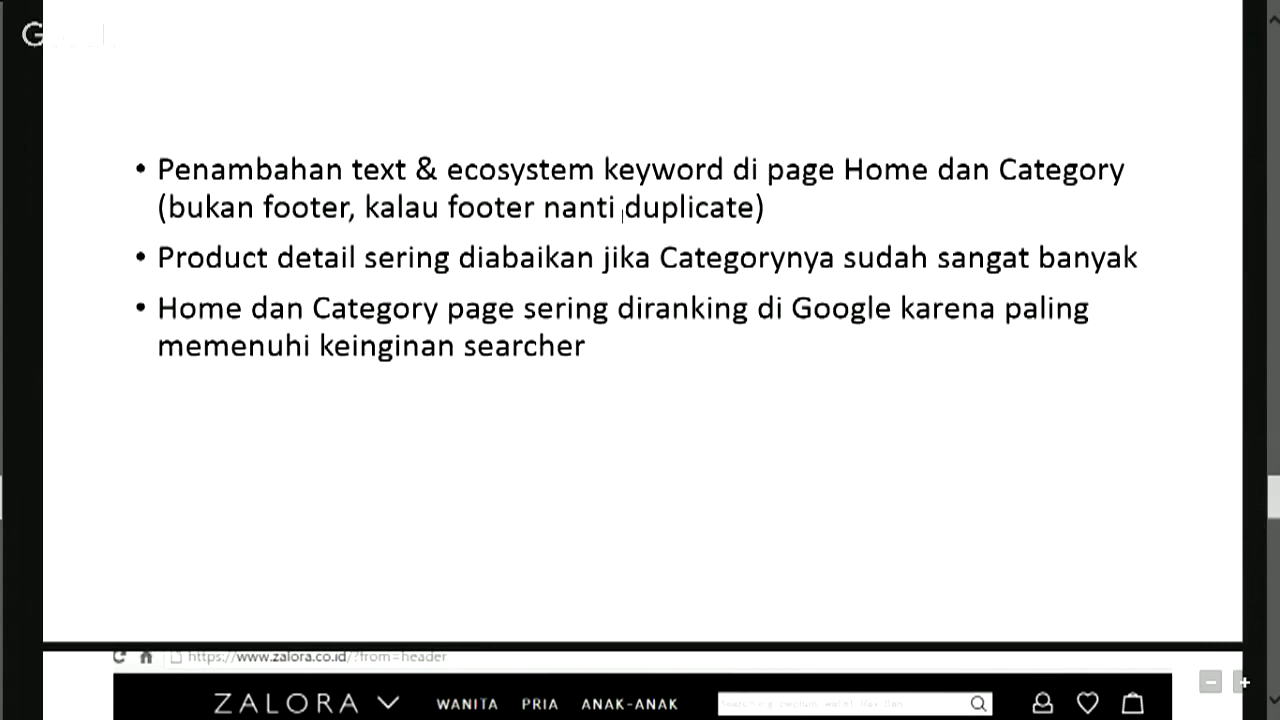 • Penambahan text & ecosystem keyword di page Home dan Category
(bukan footer, kalau footer nanti duplicate)
• Product detail sering diabaikan jika Categorynya sudah sangat banyak
• Home dan Category page sering diranking di Google karena paling
memenuhi keinginan searcher
https://www.zalora.co.id/?from=header
ZALORA WANITA PRIA ANAK-ANAK